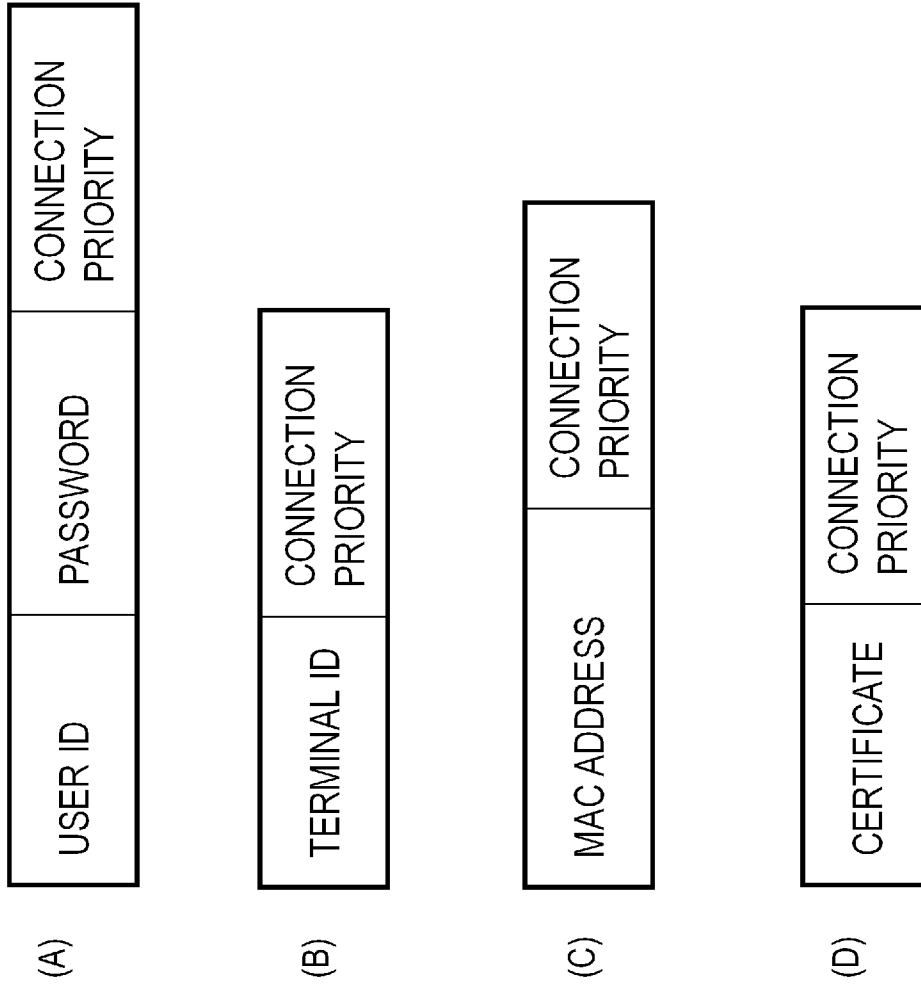 (A)
USER ID
PASSWORD
CONNECTION
PRIORITY
(B)
TERMINAL ID
CONNECTION
PRIORITY
(C)
MAC ADDRESS
CONNECTION
PRIORITY
(D)
CERTIFICATE
CONNECTION
PRIORITY